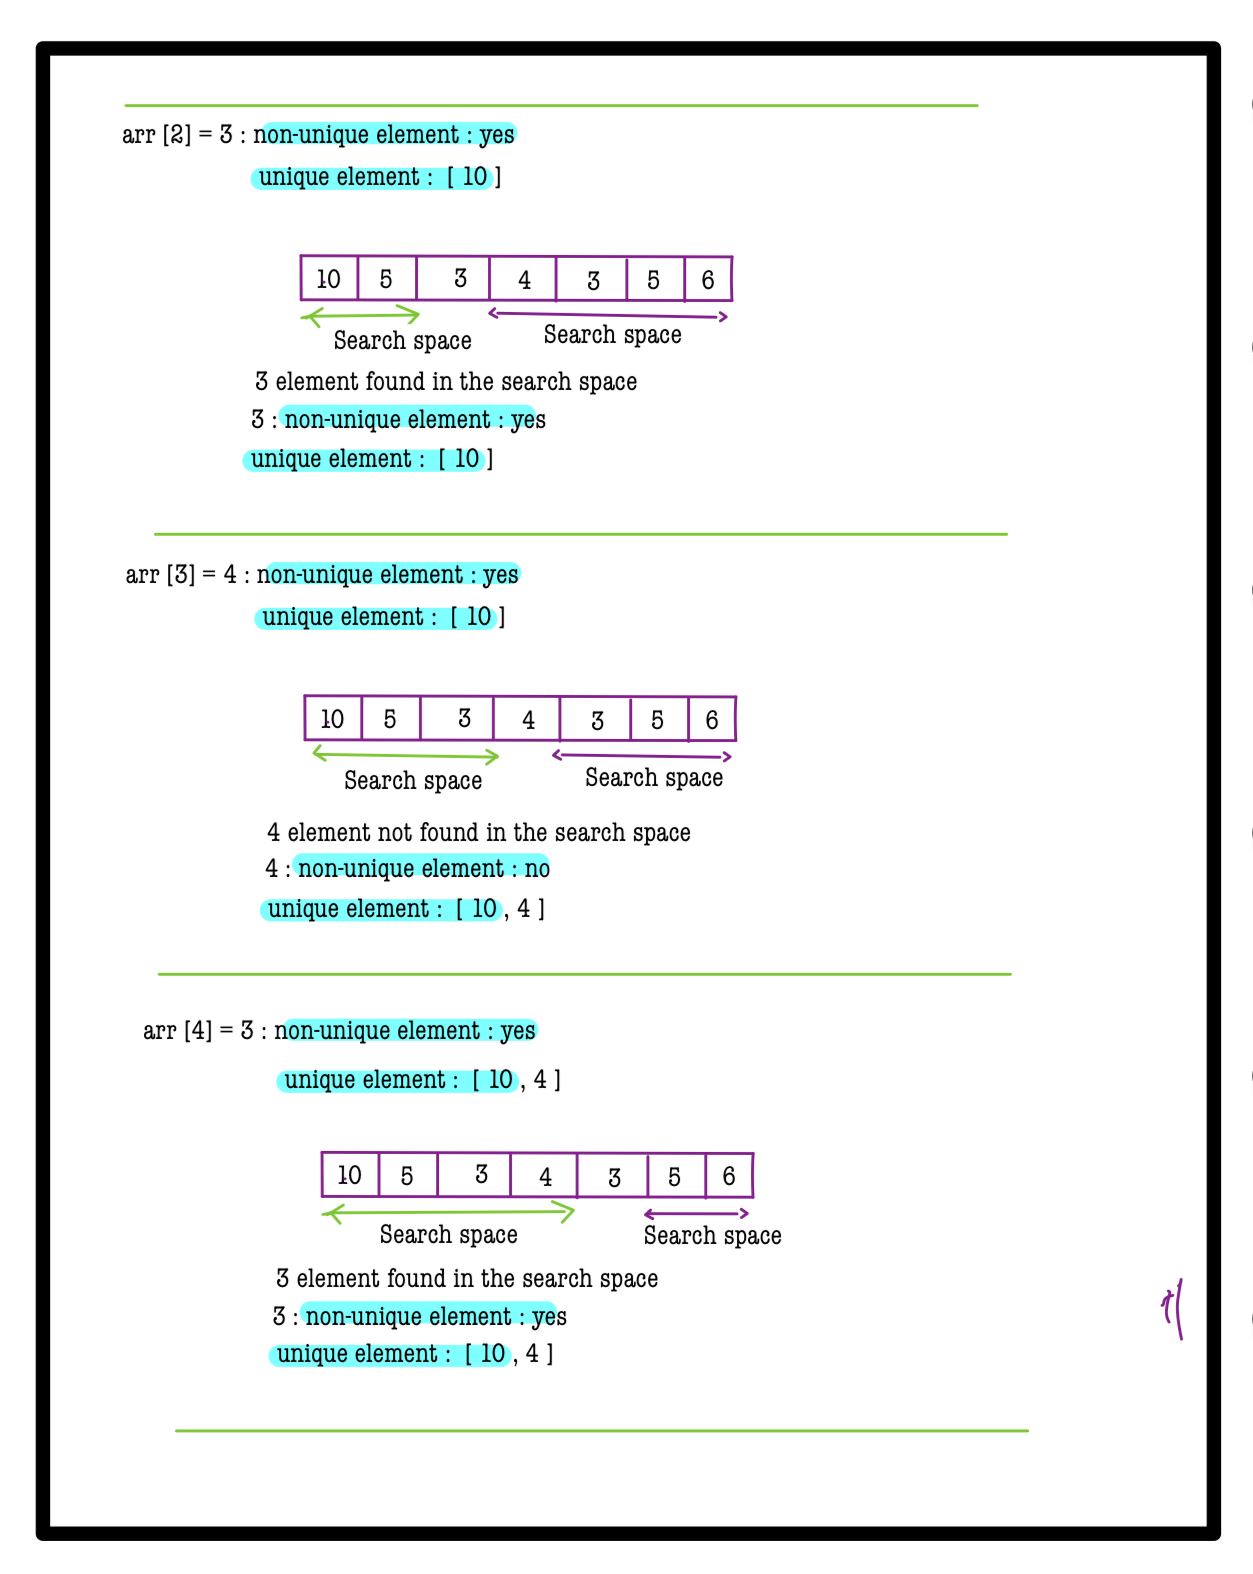 arr [2] = 3 : non-unique element : yes
unique element : [ 10 ]
10 5 3 4 3 5 6
Search space Search space
3 element found in the search space
3 : non-unique element : yes
unique element : [ 10 ]
arr [3] = 4 : non-unique element : yes
unique element : [ 10 ]
10 5 3 4 3 5 6
Search space Search space
4 element not found in the search space
4 : non-unique element : no
unique element : [ 10 , 4 ]
arr [4] = 3 : non-unique element : yes
unique element : [ 10 , 4 ]
10 5 3 4 3 5 6
Search space Search space
3 element found in the search space
3 : non-unique element : yes
unique element : [ 10 , 4 ]